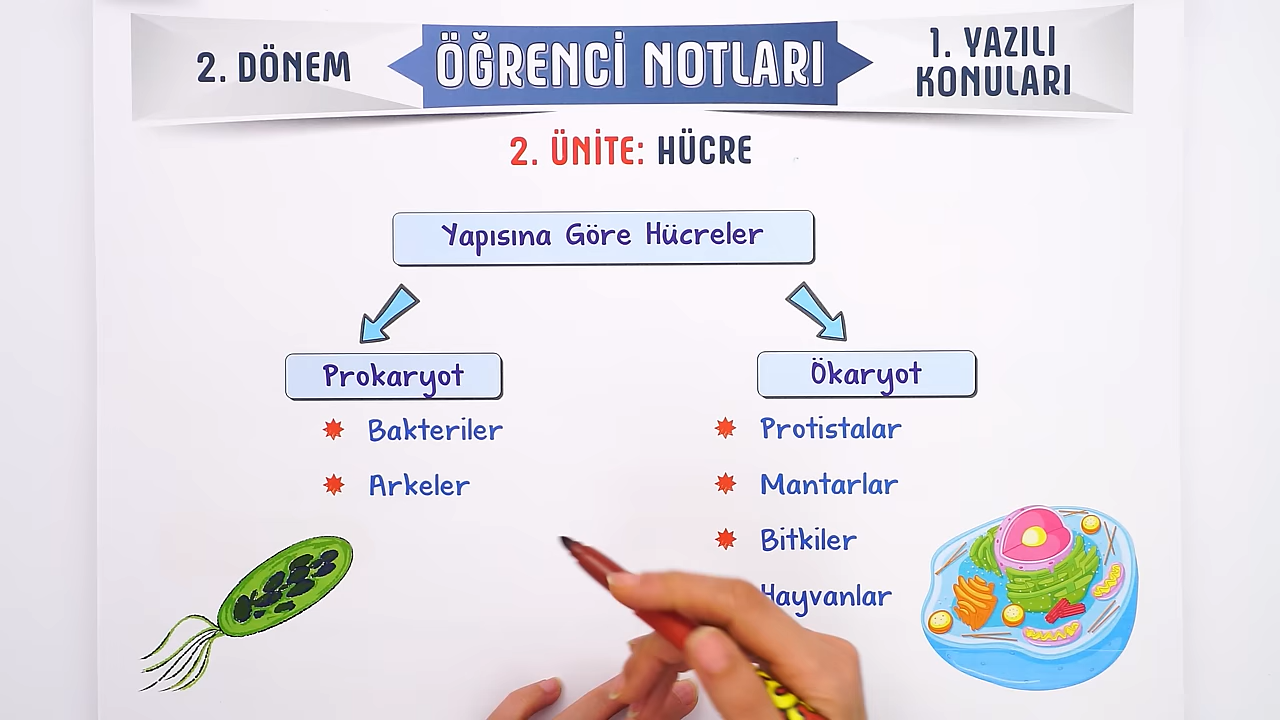 2. DÖNEM
ÖĞRENCİ NOTLARI
1. YAZILI
KONULARI
2. ÜNİTE: HÜCRE
Yapısına Göre Hücreler
Prokaryot
Bakteriler
Arkeler
Ökaryot
Protistalar
Mantarlar
Bitkiler
Hayvanlar